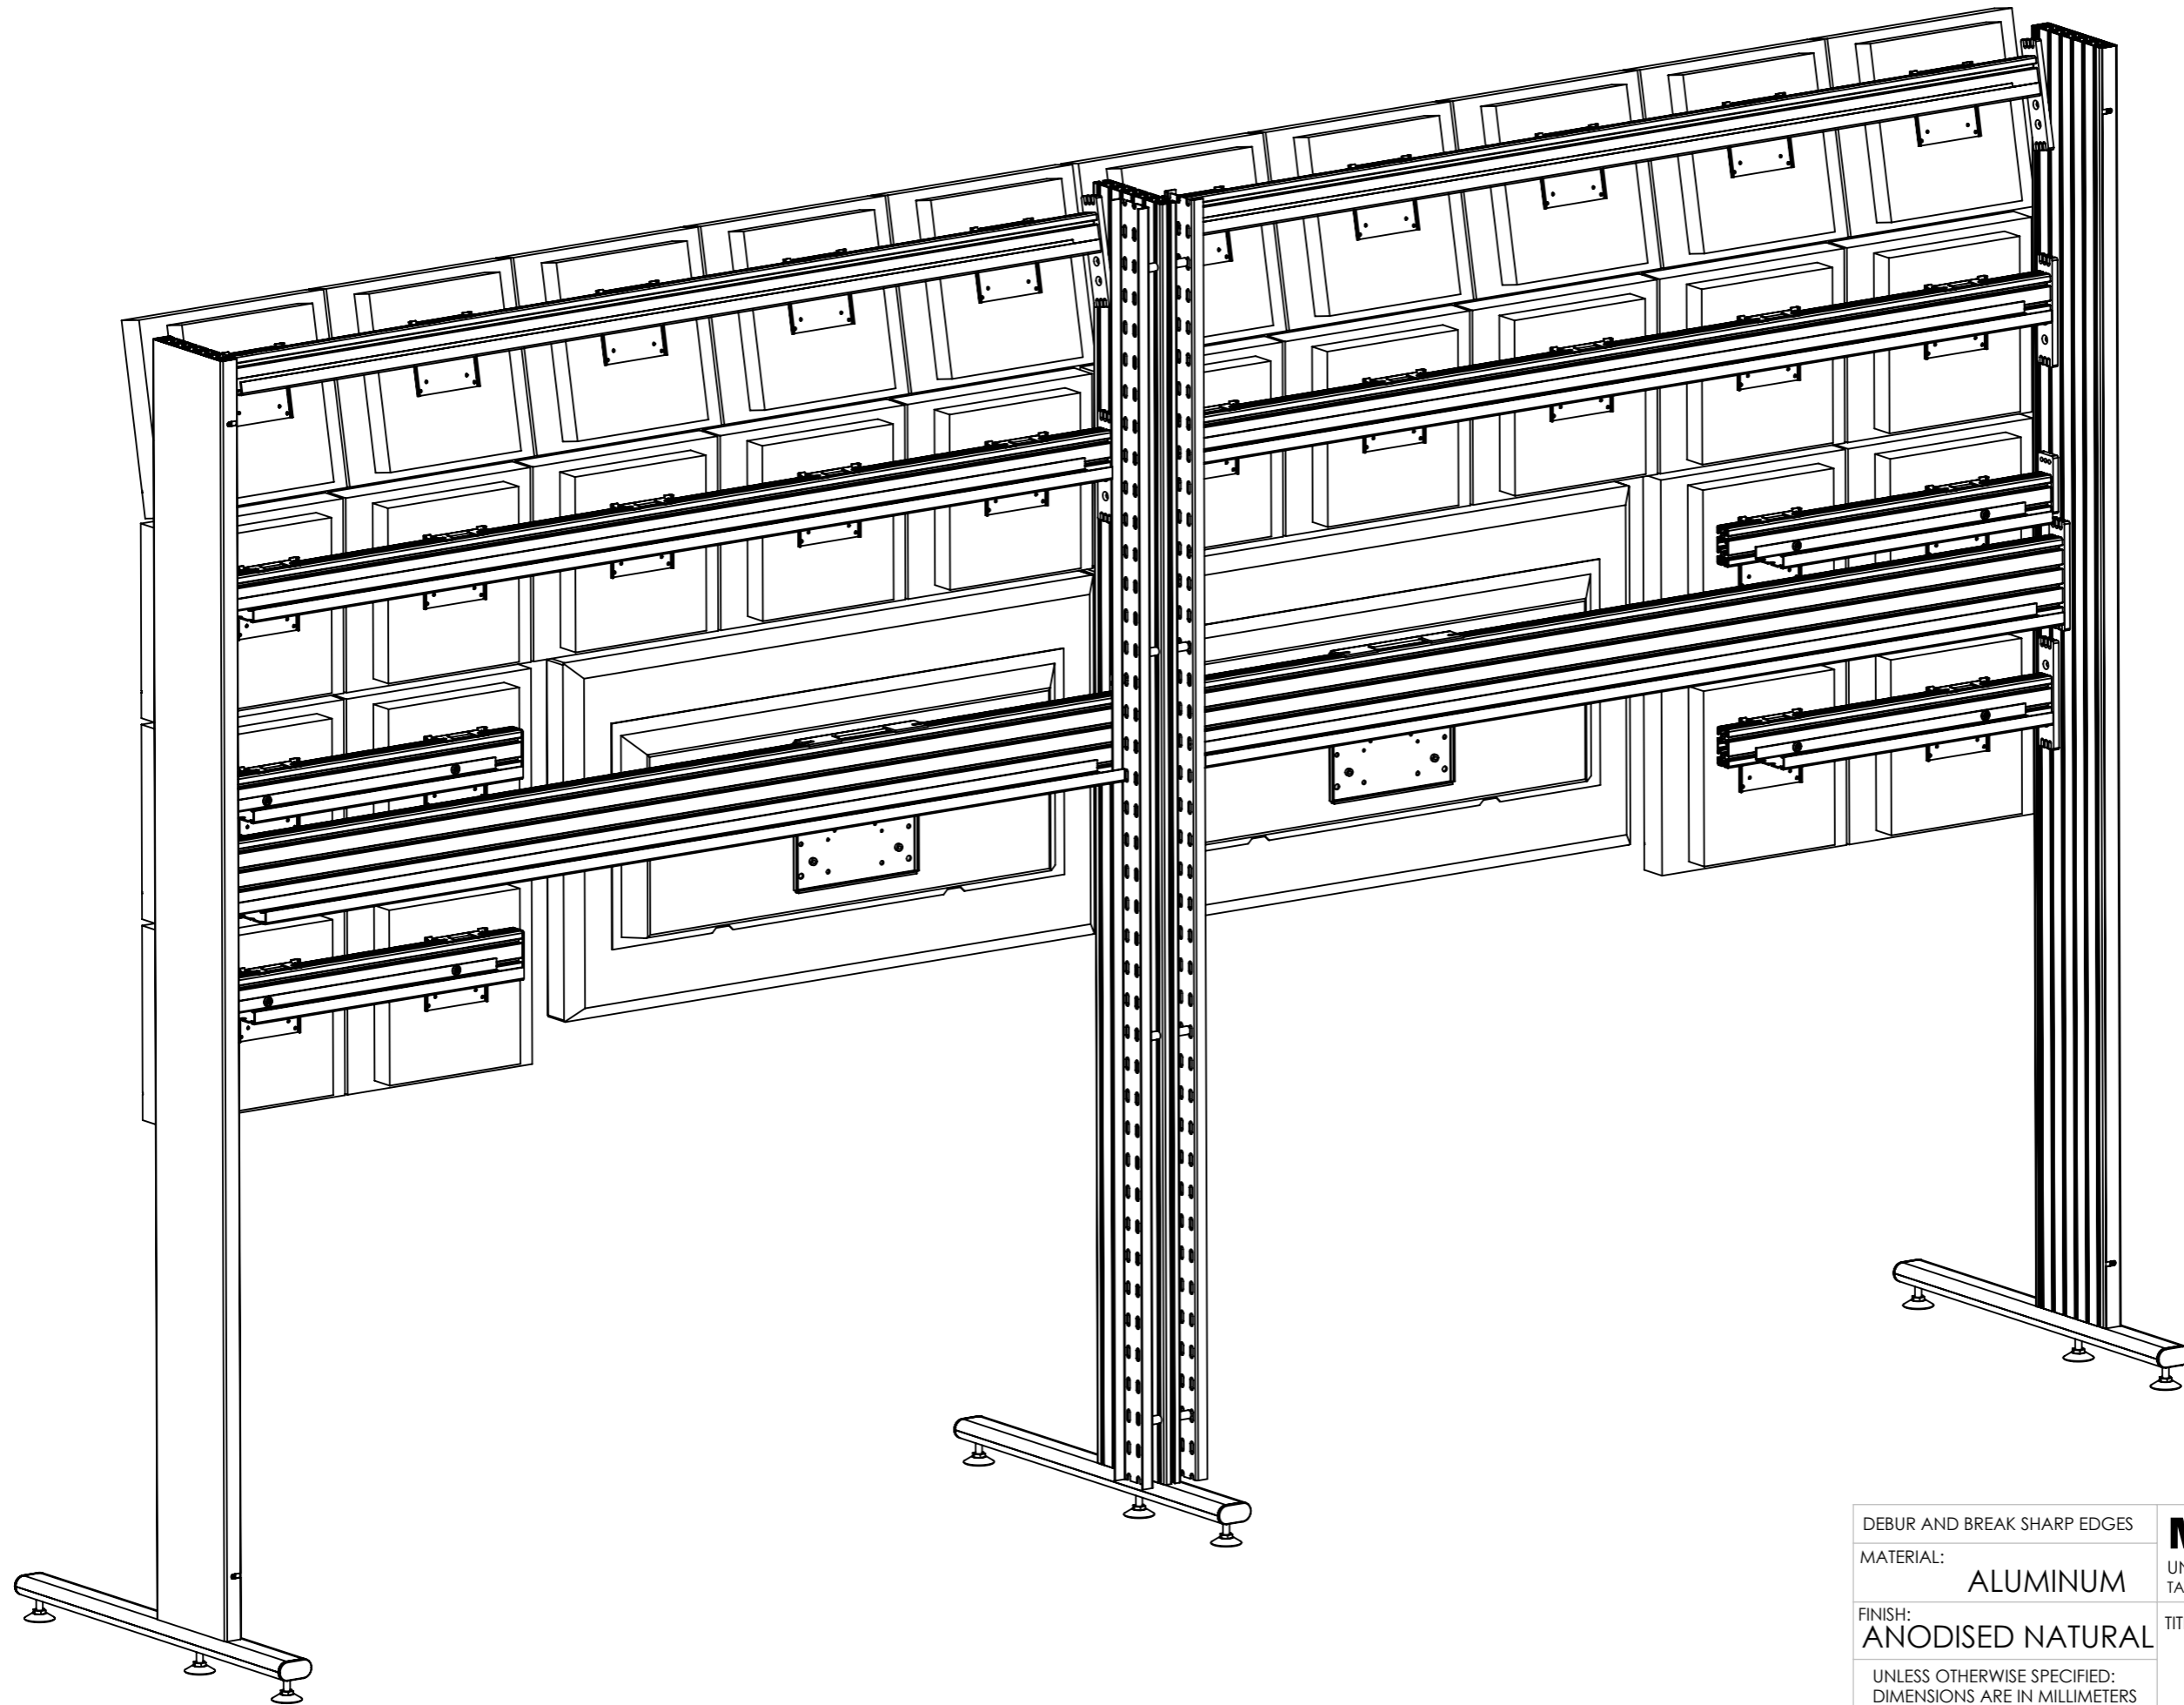 DEBUR AND BREAK SHARP EDGES
MATERIAL:
ALUMINUM
FINISH:
ANODISED NATURAL
UNLESS OTHERWISE SPECIFIED:
DIMENSIONS ARE IN MILLIMETERS